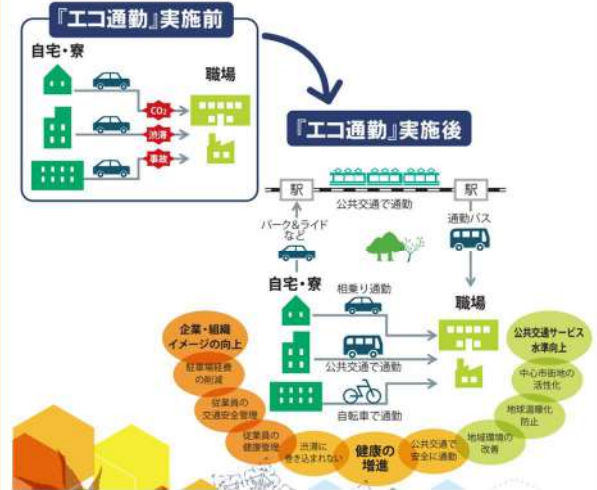 『エコ通勤』実施前
自宅・寮
職場
CO₂
渋滞
事故
『エコ通勤』実施後
駅
駅
公共交通で通勤
パーク&ライド
など
通勤バス
自宅・寮
相乗り通勤
職場
公共交通で通勤
自転車で通勤
企業・組織
イメージの向上
駐車場経費
の削減
従業員の
交通安全管理
従業員の
健康管理
渋滞に
巻き込まれない
健康の
増進
公共交通で
安全に通勤
地域環境の
改善
地球温暖化
防止
中心市街地の
活性化
公共交通サービス
水準向上